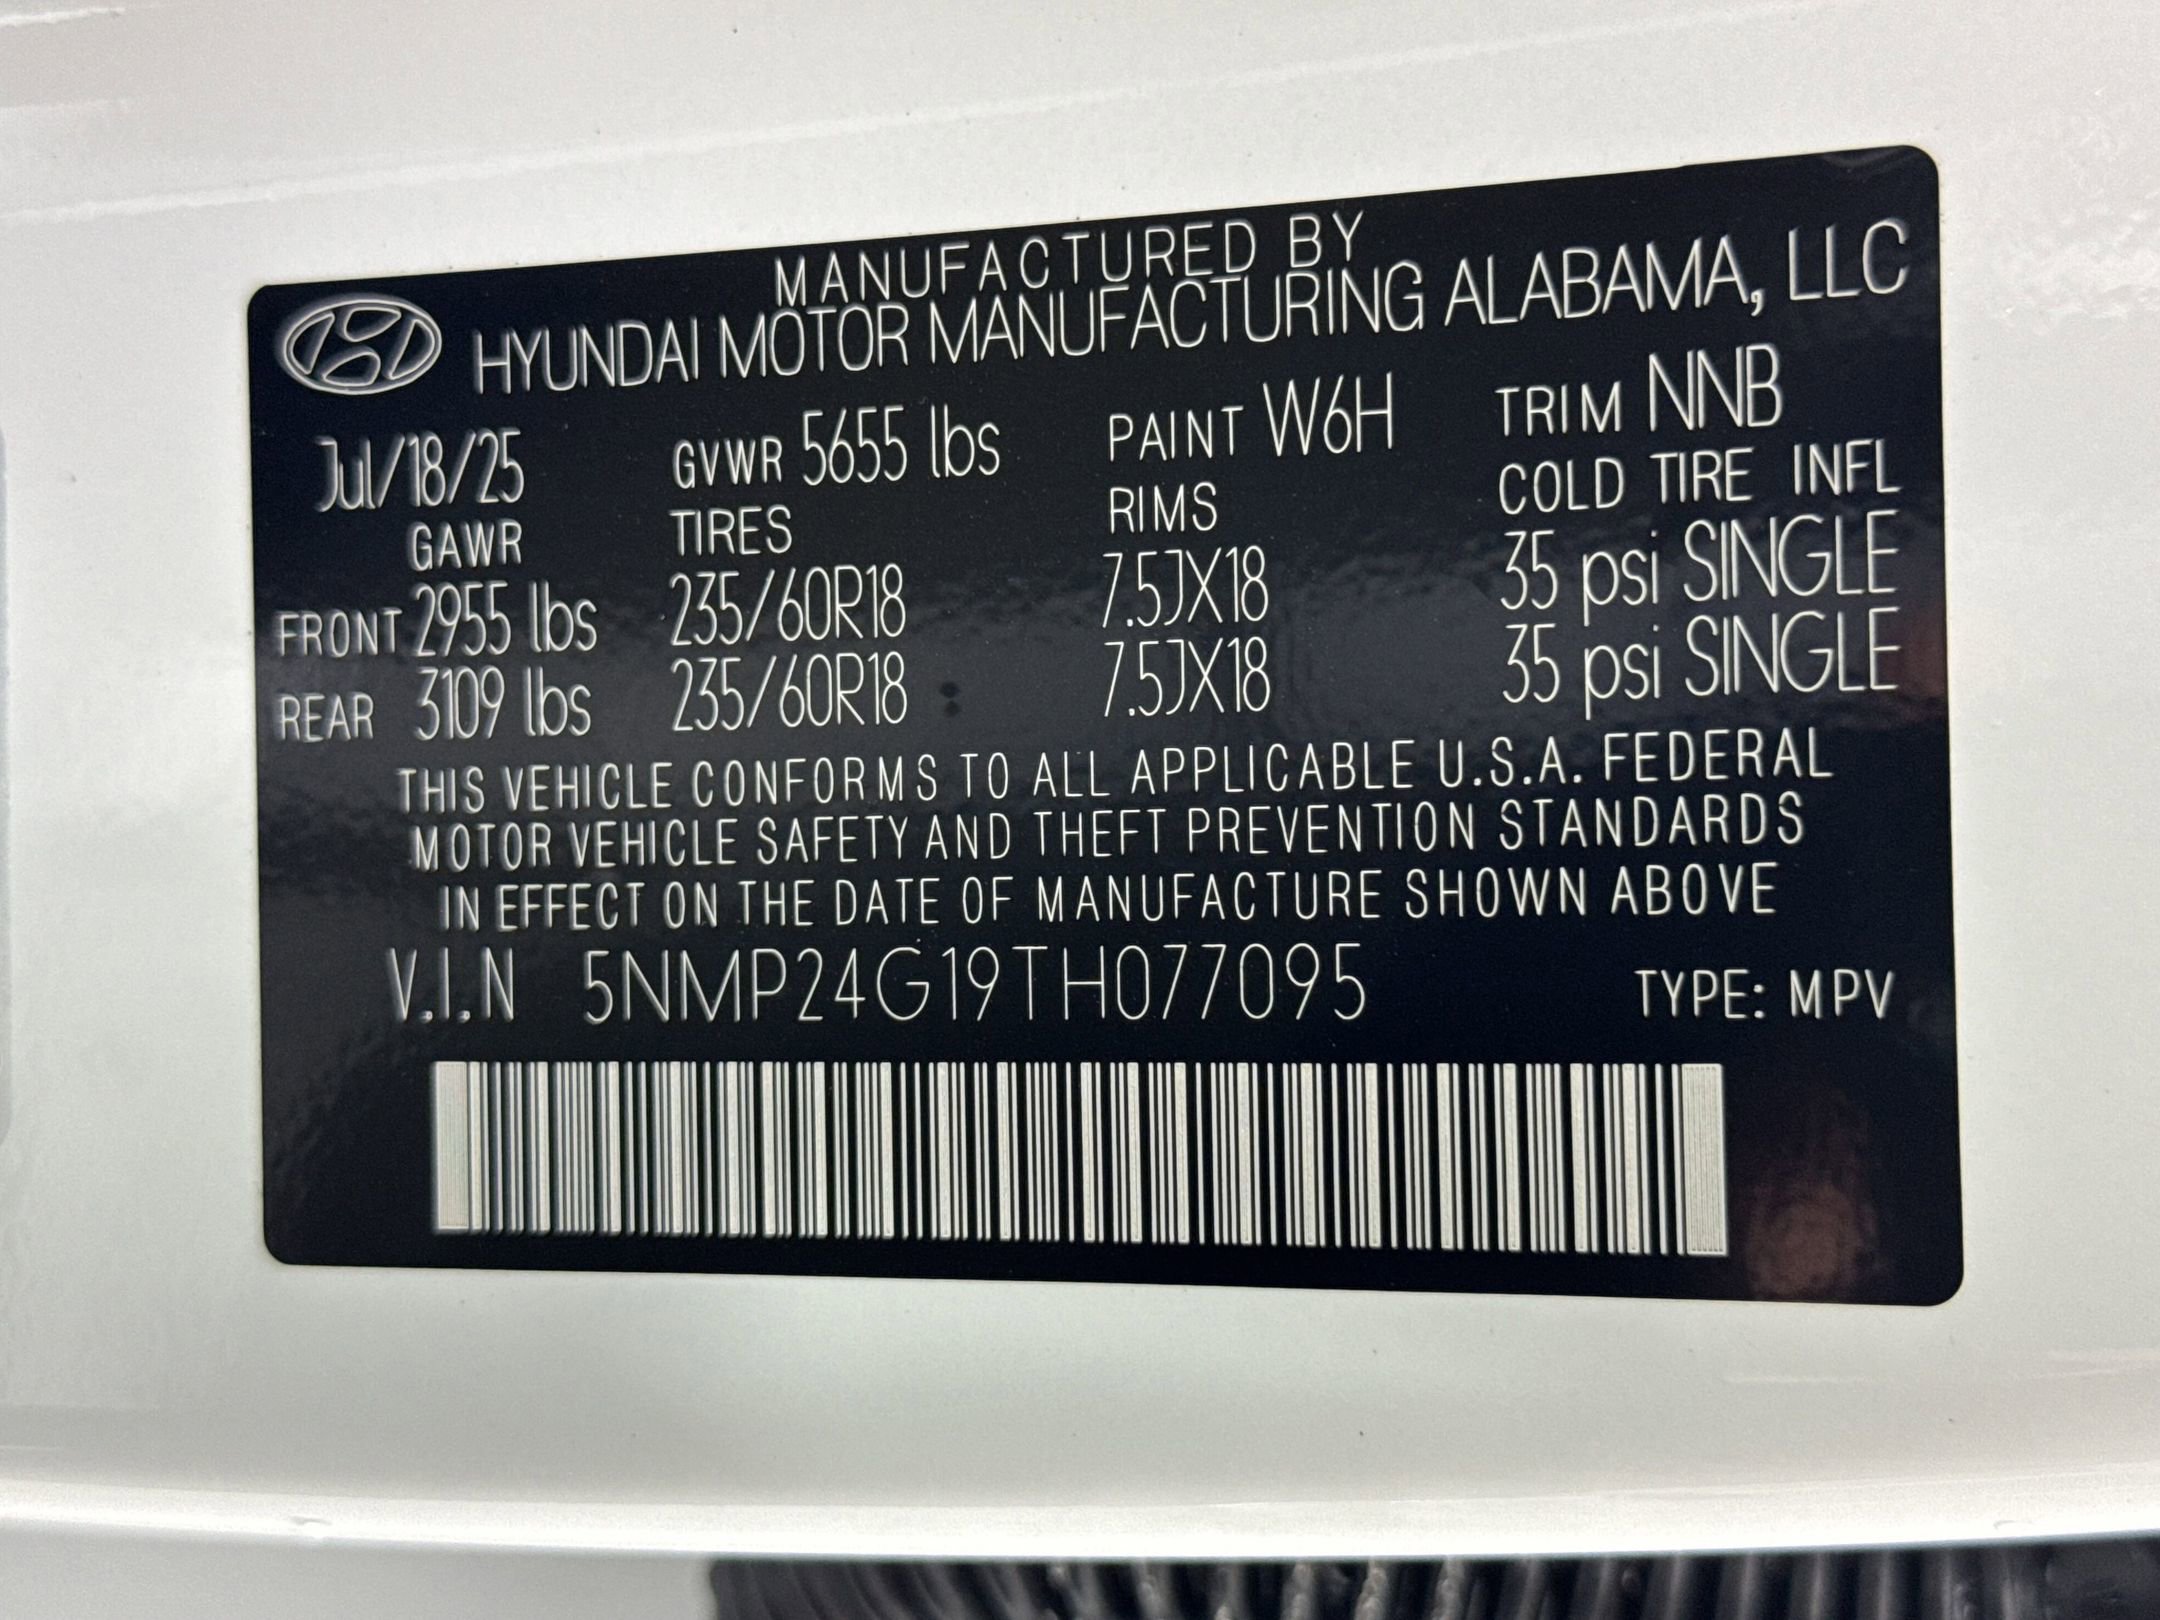 MANUFACTURED BY
HYUNDAI MOTOR MANUFACTURING ALABAMA, LLC
Jul/18/25 GVWR 5655 lbs PAINT W6H TRIM NNB
GAWR TIRES RIMS COLD TIRE INFL
FRONT 2955 lbs 235/60R18 7.5JX18 35 psi SINGLE
REAR 3109 lbs 235/60R18 7.5JX18 35 psi SINGLE
THIS VEHICLE CONFORMS TO ALL APPLICABLE U.S.A. FEDERAL
MOTOR VEHICLE SAFETY AND THEFT PREVENTION STANDARDS
IN EFFECT ON THE DATE OF MANUFACTURE SHOWN ABOVE
V.I.N 5NMP24G19TH077095 TYPE: MPV